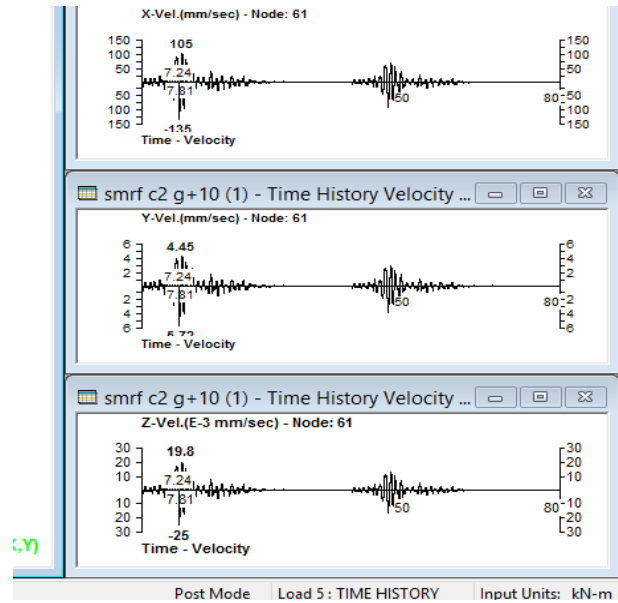 X-Vel.(mm/sec) - Node: 61
150 105 150
100 100
50 7.24 50
7.81 50 80
50 50
100 100
150 -135 150
Time - Velocity
smrf c2 g+10 (1) - Time History Velocity ...
Y-Vel.(mm/sec) - Node: 61
6 4.45 6
4 4
2 7.24 2
7.81 50 80
2 2
4 4
6 6
Time - Velocity
smrf c2 g+10 (1) - Time History Velocity ...
Z-Vel.(E-3 mm/sec) - Node: 61
30 19.8 30
20 20
10 7.24 10
7.81 50 80
10 10
20 20
30 -25 30
Time - Velocity
,Y)
Post Mode Load 5 : TIME HISTORY Input Units: kN-m